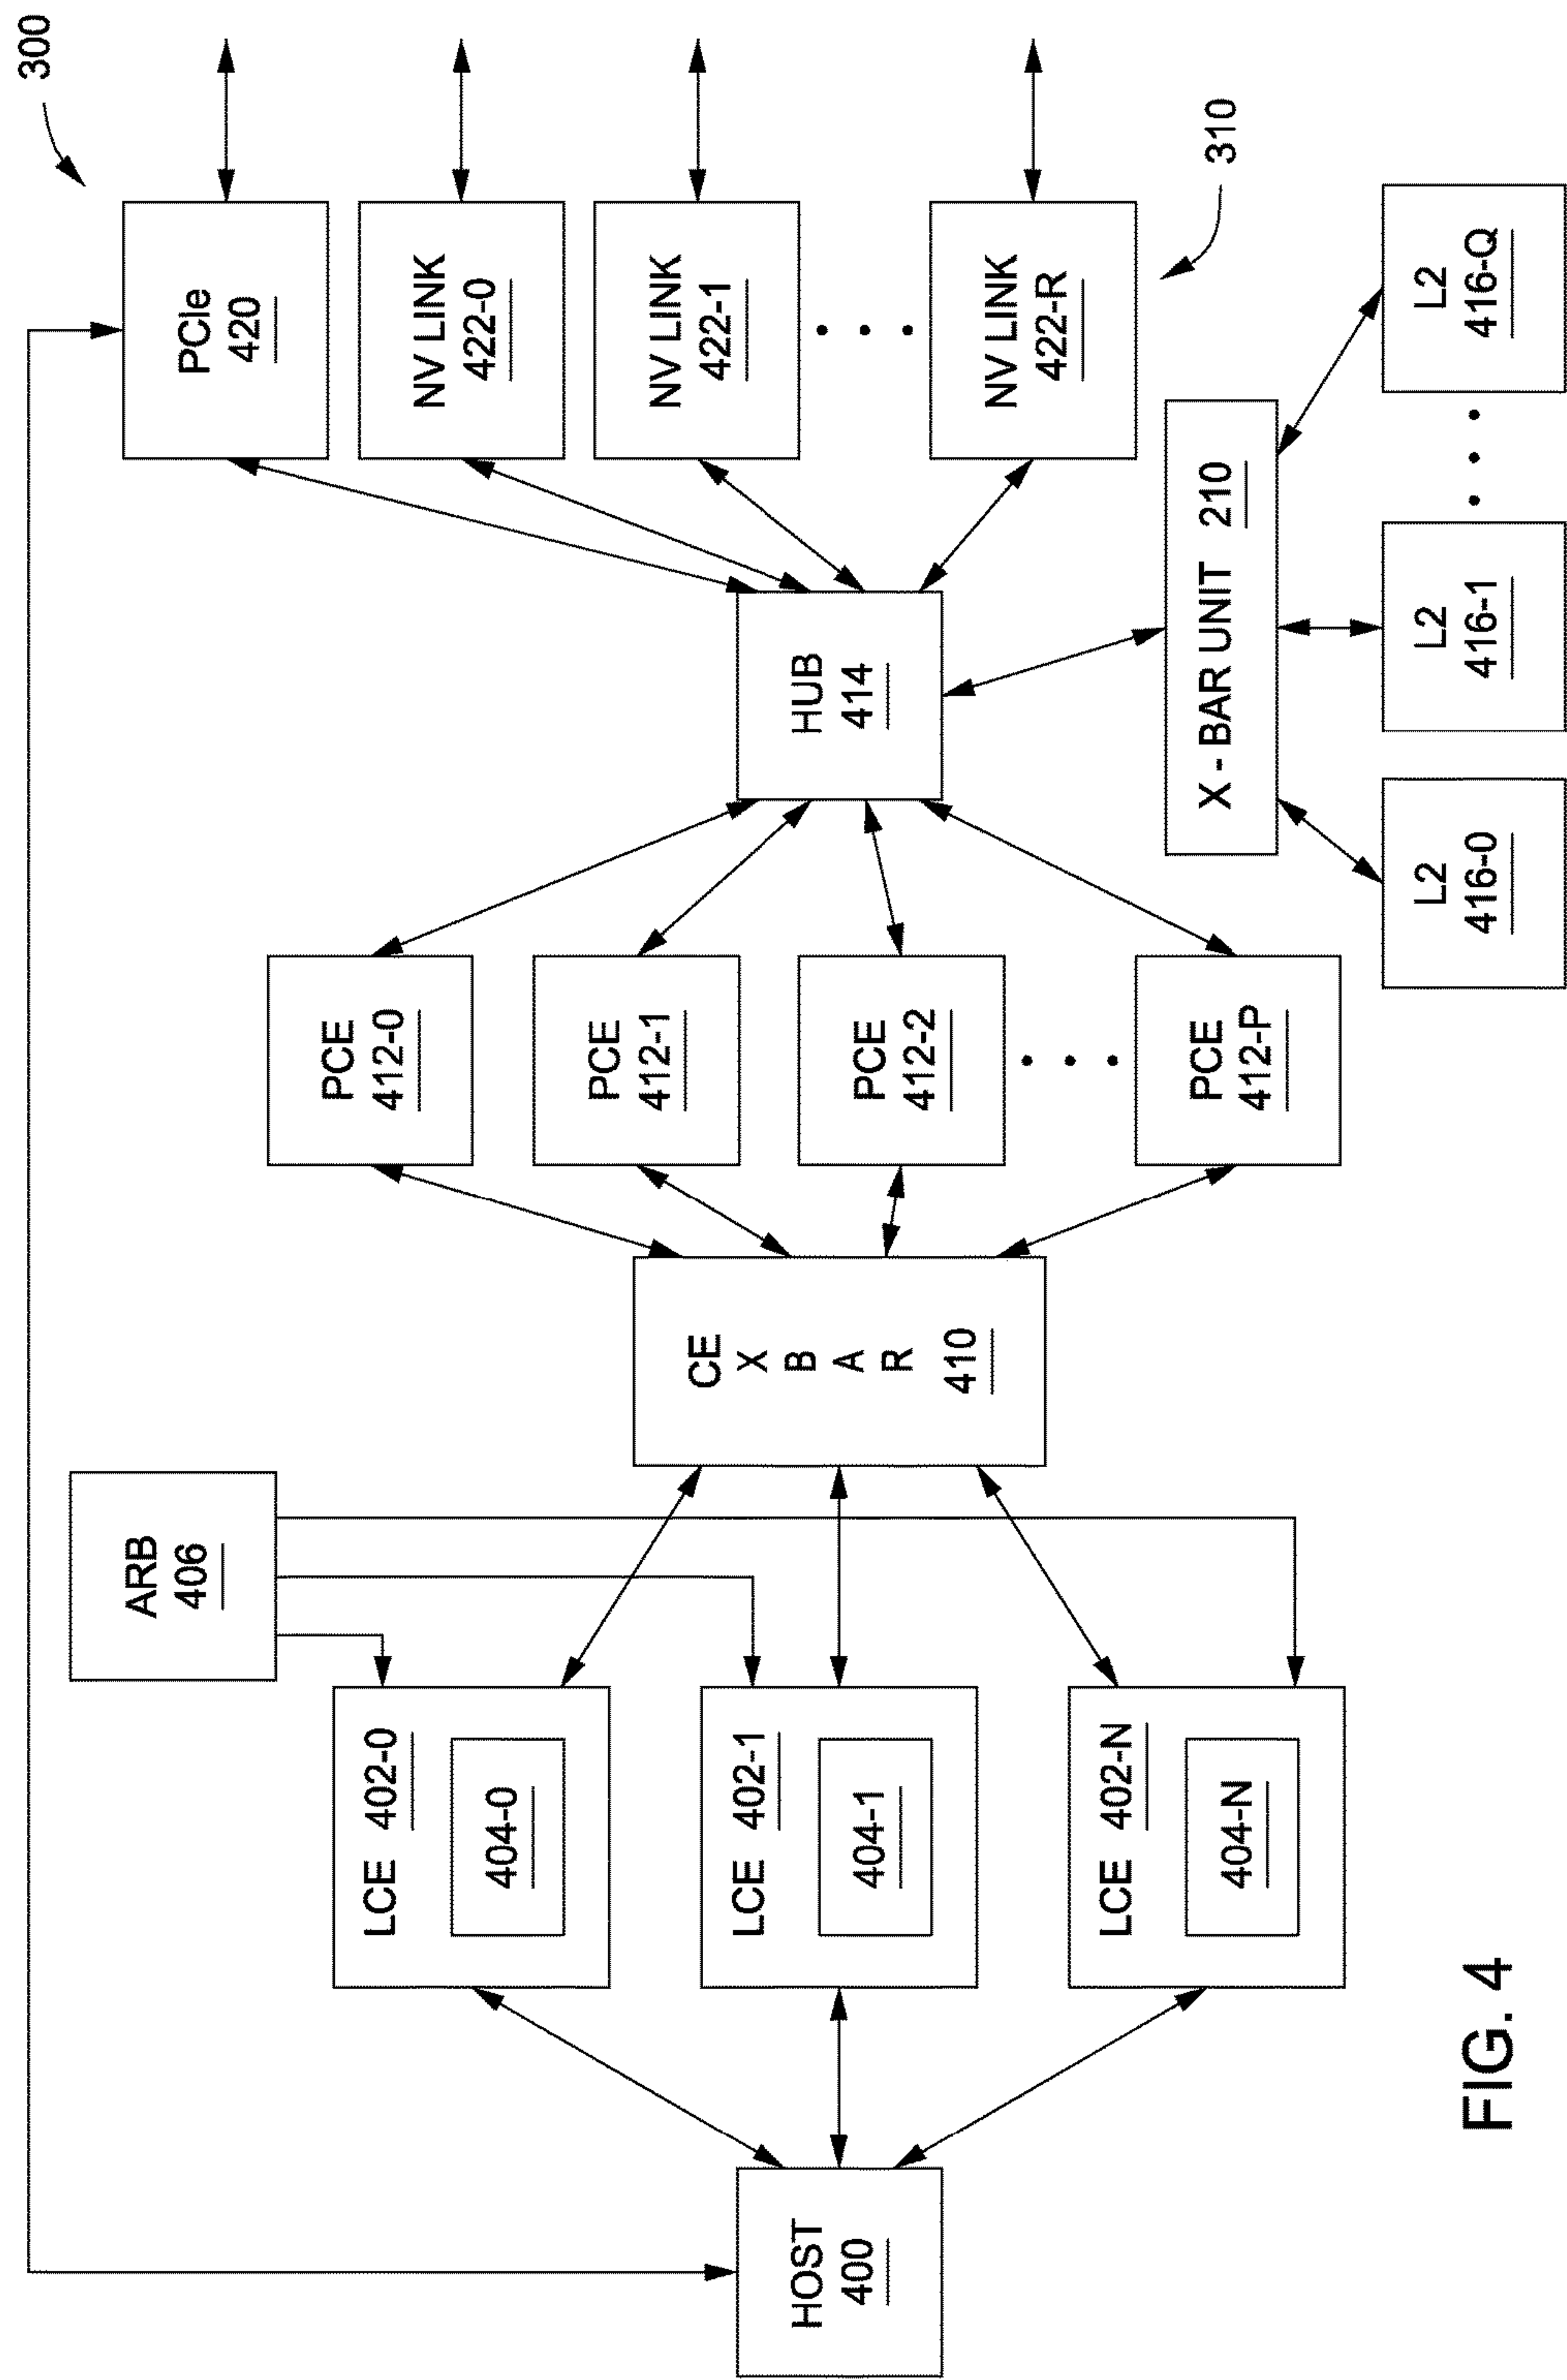 300
HOST
400
LCE 402-0
404-0
LCE 402-1
404-1
LCE 402-N
404-N
ARB
406
CE
X
B
A
R
410
PCE
412-0
PCE
412-1
PCE
412-2
PCE
412-P
HUB
414
PCIe
420
NV LINK
422-0
NV LINK
422-1
NV LINK
422-R
310
X - BAR UNIT 210
L2
416-0
L2
416-1
L2
416-Q
FIG. 4